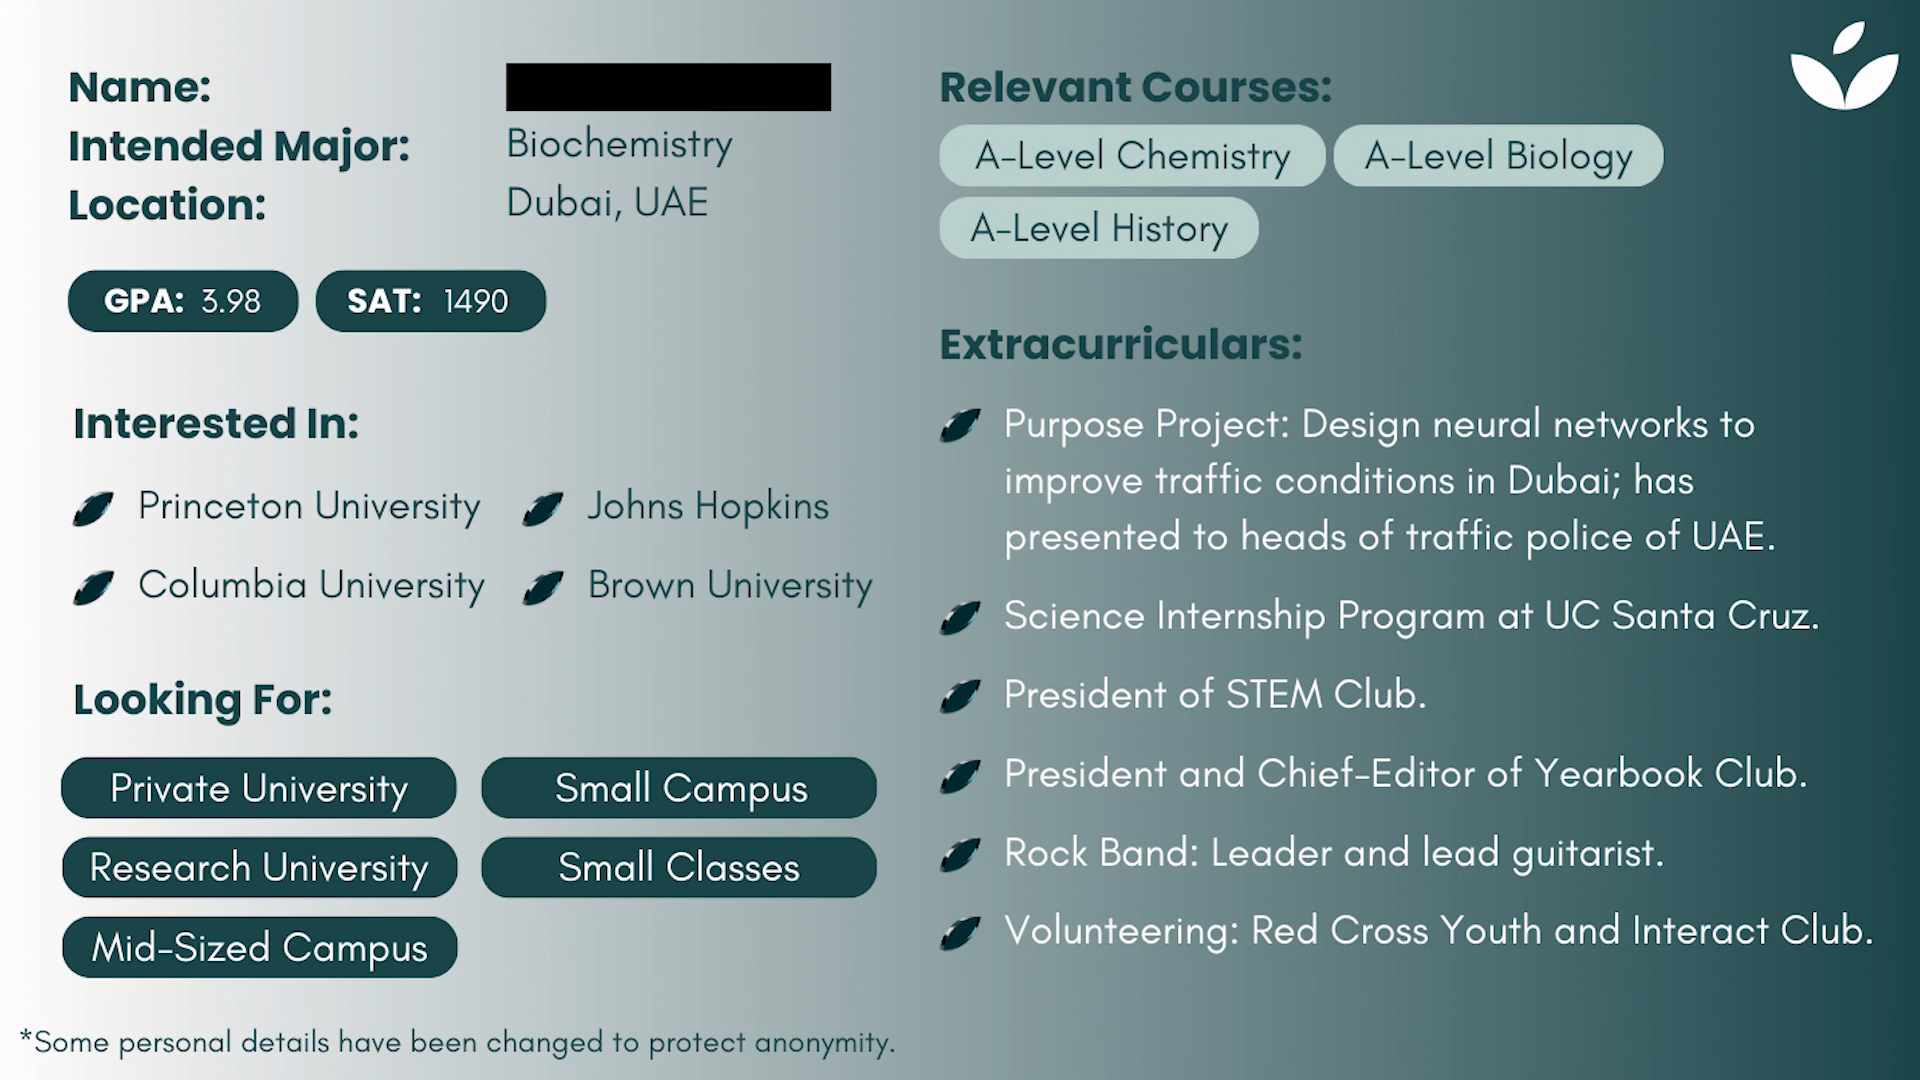 Name:
Intended Major: Biochemistry
Location: Dubai, UAE
GPA: 3.98 SAT: 1490
Interested In:
Princeton University Johns Hopkins
Columbia University Brown University
Looking For:
Private University Small Campus
Research University Small Classes
Mid-Sized Campus
*Some personal details have been changed to protect anonymity.
Relevant Courses:
A-Level Chemistry A-Level Biology
A-Level History
Extracurriculars:
Purpose Project: Design neural networks to
improve traffic conditions in Dubai; has
presented to heads of traffic police of UAE.
Science Internship Program at UC Santa Cruz.
President of STEM Club.
President and Chief-Editor of Yearbook Club.
Rock Band: Leader and lead guitarist.
Volunteering: Red Cross Youth and Interact Club.